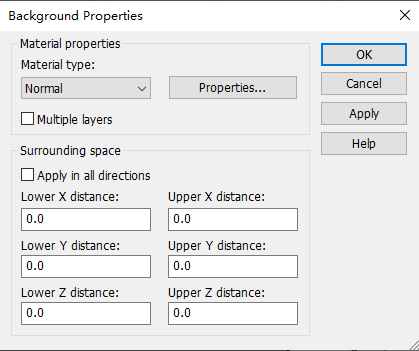 Background Properties
Material properties
Material type:
Normal
Properties...
Multiple layers
OK
Cancel
Apply
Help
Surrounding space
Apply in all directions
Lower X distance:
Upper X distance:
0.0
0.0
Lower Y distance:
Upper Y distance:
0.0
0.0
Lower Z distance:
Upper Z distance:
0.0
0.0